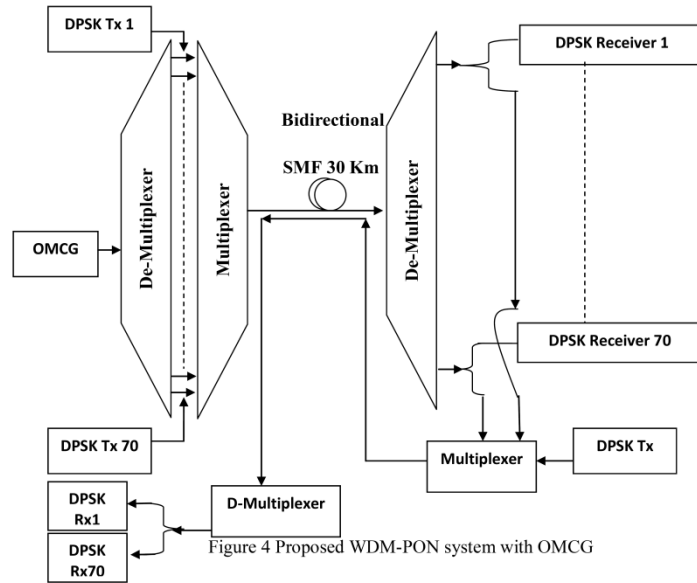 DPSK Tx 1
DPSK Receiver 1
Bidirectional
SMF 30 Km
De-Multiplexer
Multiplexer
De-Multiplexer
OMCG
DPSK Receiver 70
DPSK Tx 70
Multiplexer
DPSK Tx
DPSK
Rx1
D-Multiplexer
DPSK
Rx70
Figure 4 Proposed WDM-PON system with OMCG